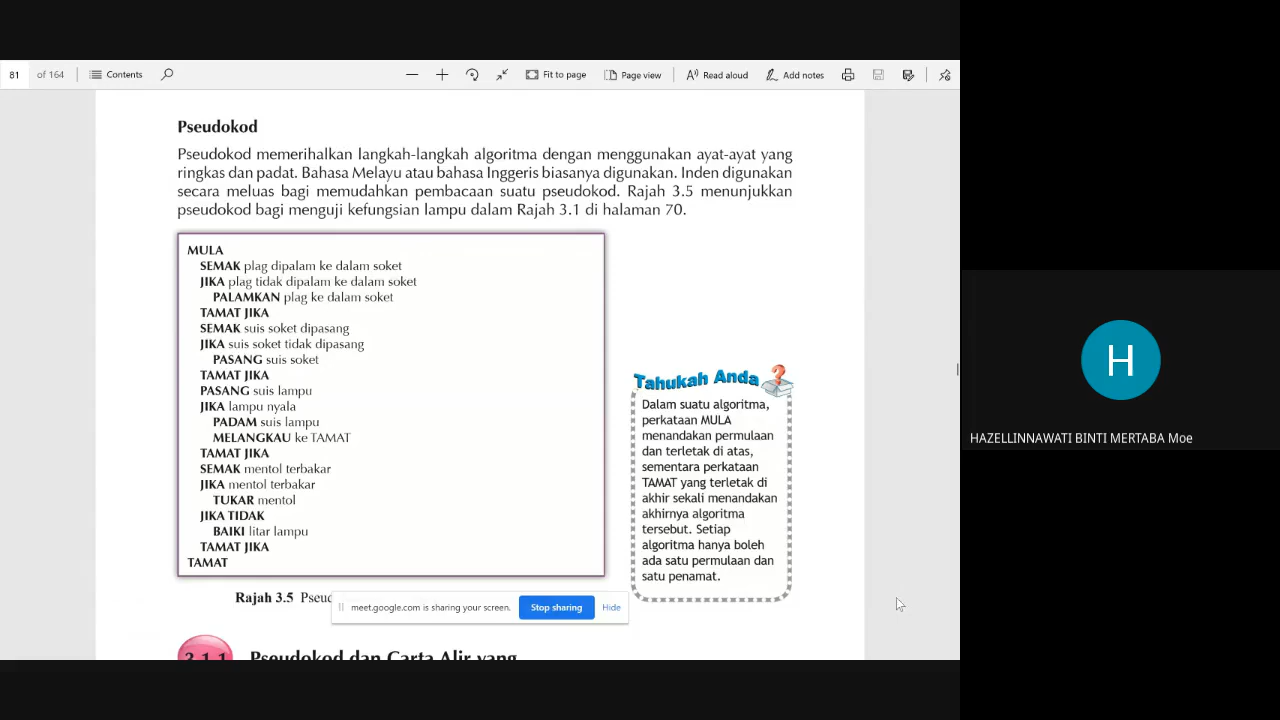 81 of 164 Contents Fit to page Page view Read aloud Add notes
Pseudokod
Pseudokod memerihalkan langkah-langkah algoritma dengan menggunakan ayat-ayat yang
ringkas dan padat. Bahasa Melayu atau bahasa Inggeris biasanya digunakan. Inden digunakan
secara meluas bagi memudahkan pembacaan suatu pseudokod. Rajah 3.5 menunjukkan
pseudokod bagi menguji kefungsian lampu dalam Rajah 3.1 di halaman 70.
MULA
SEMAK plag dipalam ke dalam soket
JIKA plag tidak dipalam ke dalam soket
PALAMKAN plag ke dalam soket
TAMAT JIKA
SEMAK suis soket dipasang
JIKA suis soket tidak dipasang
PASANG suis soket
TAMAT JIKA
PASANG suis lampu
JIKA lampu nyala
PADAM suis lampu
MELANGKAU ke TAMAT
TAMAT JIKA
SEMAK mentol terbakar
JIKA mentol terbakar
TUKAR mentol
JIKA TIDAK
BAIKI litar lampu
TAMAT JIKA
TAMAT
Tahukah Anda
Dalam suatu algoritma,
perkataan MULA
menandakan permulaan
dan terletak di atas,
sementara perkataan
TAMAT yang terletak di
akhir sekali menandakan
akhirnya algoritma
tersebut. Setiap
algoritma hanya boleh
ada satu permulaan dan
satu penamat.
Rajah 3.5 Pseud
meet.google.com is sharing your screen. Stop sharing Hide
3.1.1 Pseudokod dan Carta Alir yang
H
HAZELLINNAWATI BINTI MERTABA Moe